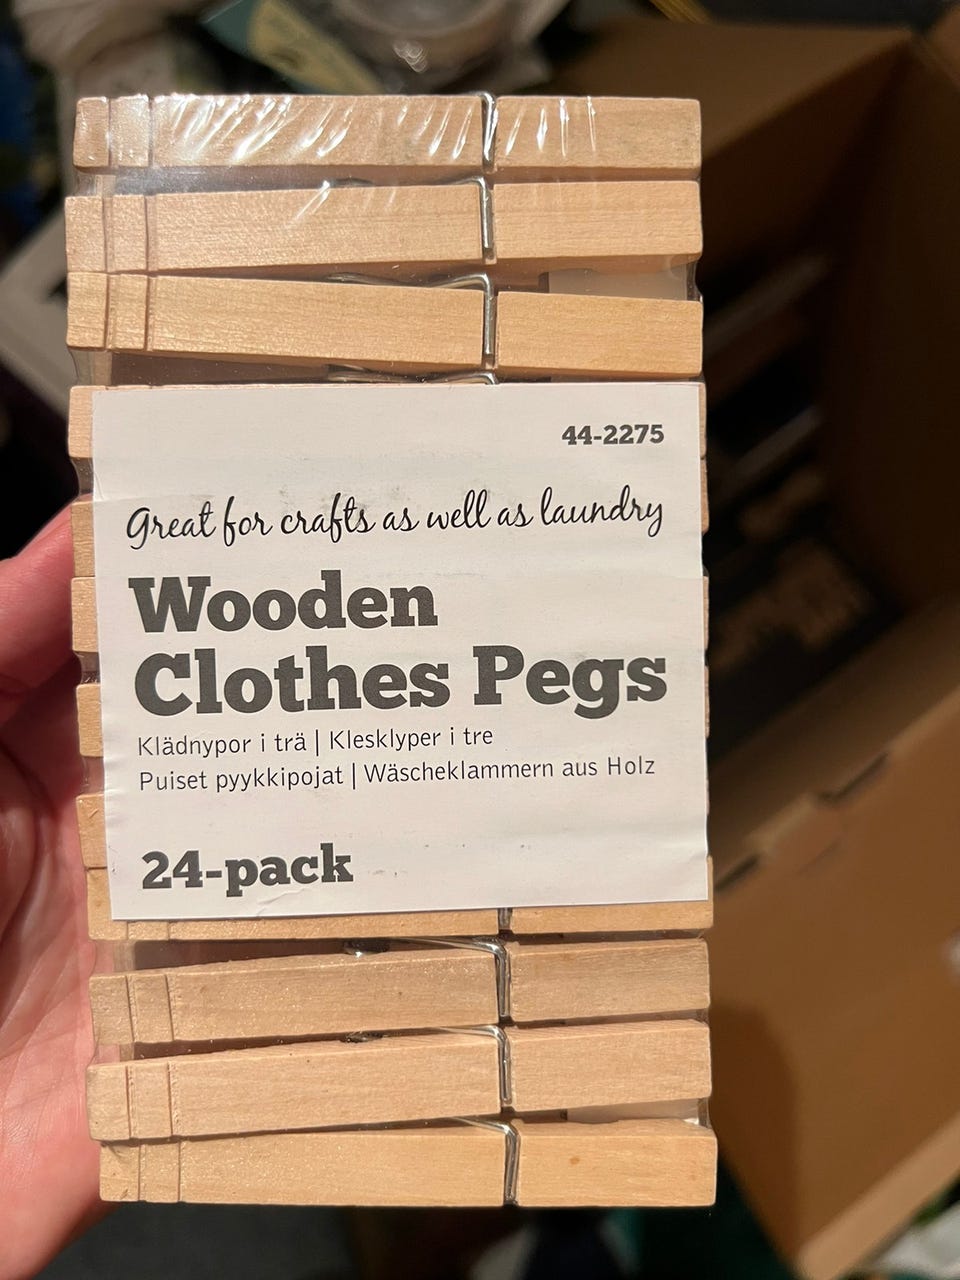 44-2275
Great for crafts as well as laundry
Wooden
Clothes Pegs
Klädnypor i trä | Klesklyper i tre
Puiset pyykkipojat | Wäscheklammern aus Holz
24-pack